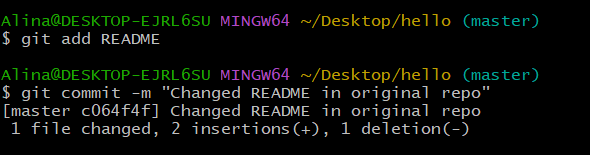 Alina@DESKTOP-EJRL6SU MINGW64 ~/Desktop/hello (master)
$ git add README
Alina@DESKTOP-EJRL6SU MINGW64 ~/Desktop/hello (master)
$ git commit -m "Changed README in original repo"
[master c064f4f] Changed README in original repo
 1 file changed, 2 insertions(+), 1 deletion(-)